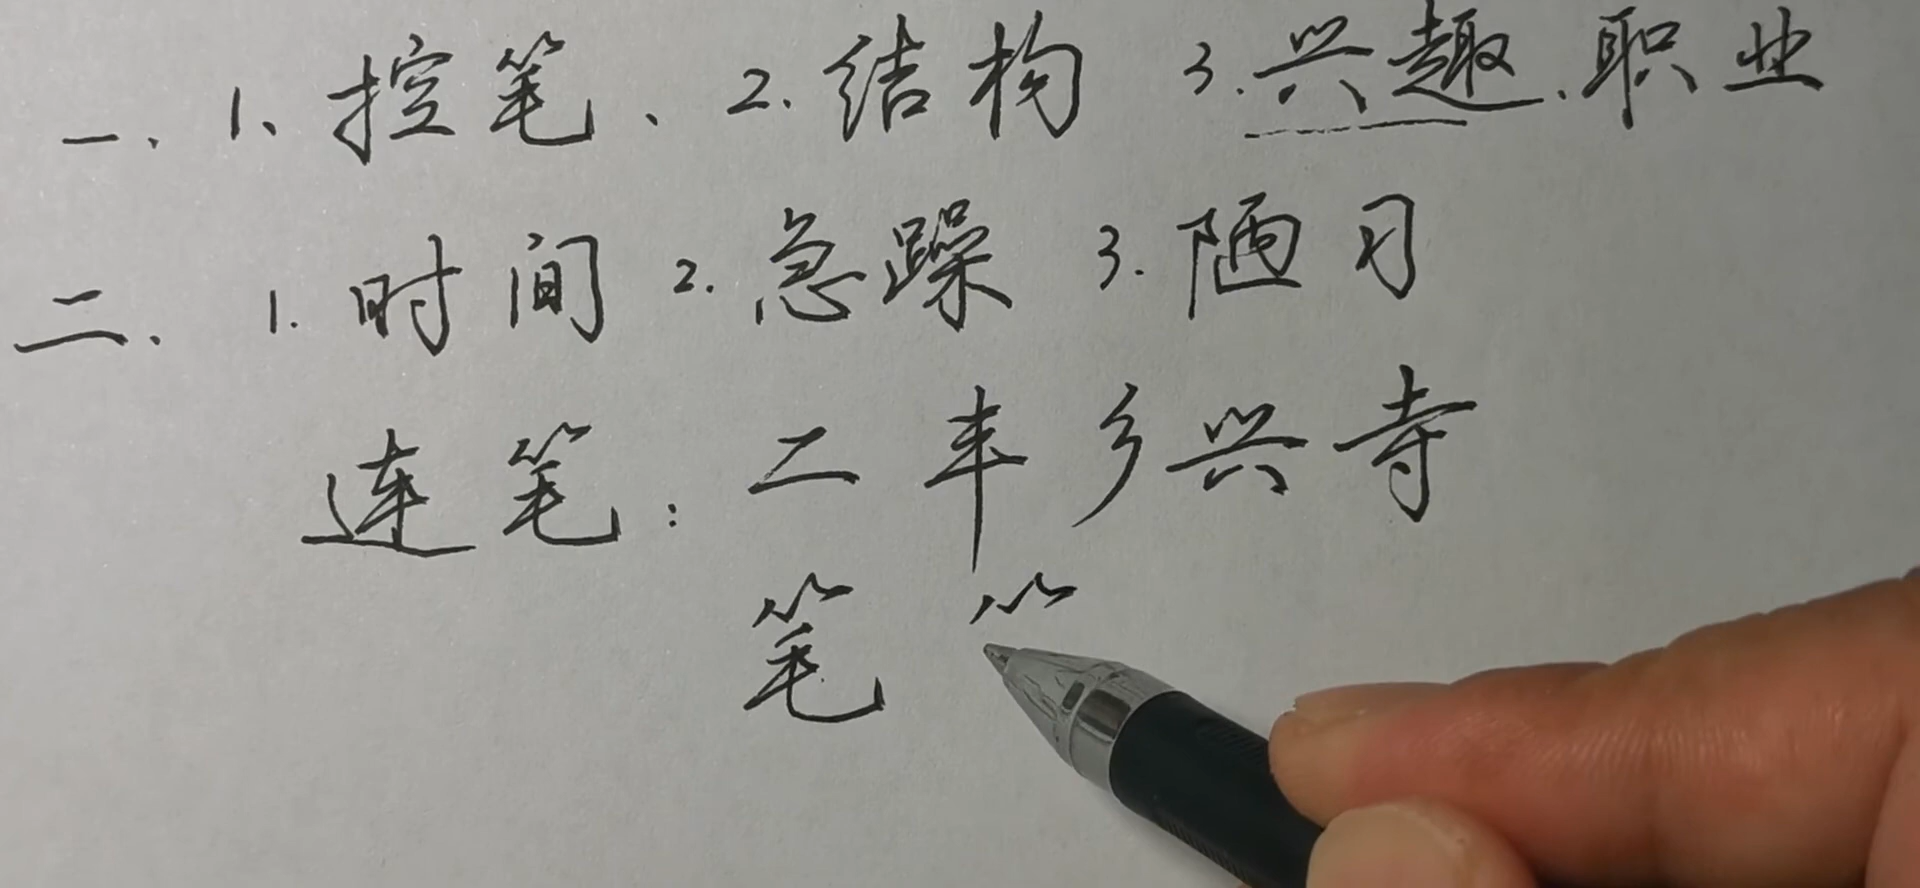 一、1、控笔、2.结构 3.兴趣.职业
二、1.时间 2.急躁 3.陋习
连笔：二丰乡兴寺
笔 ⺮